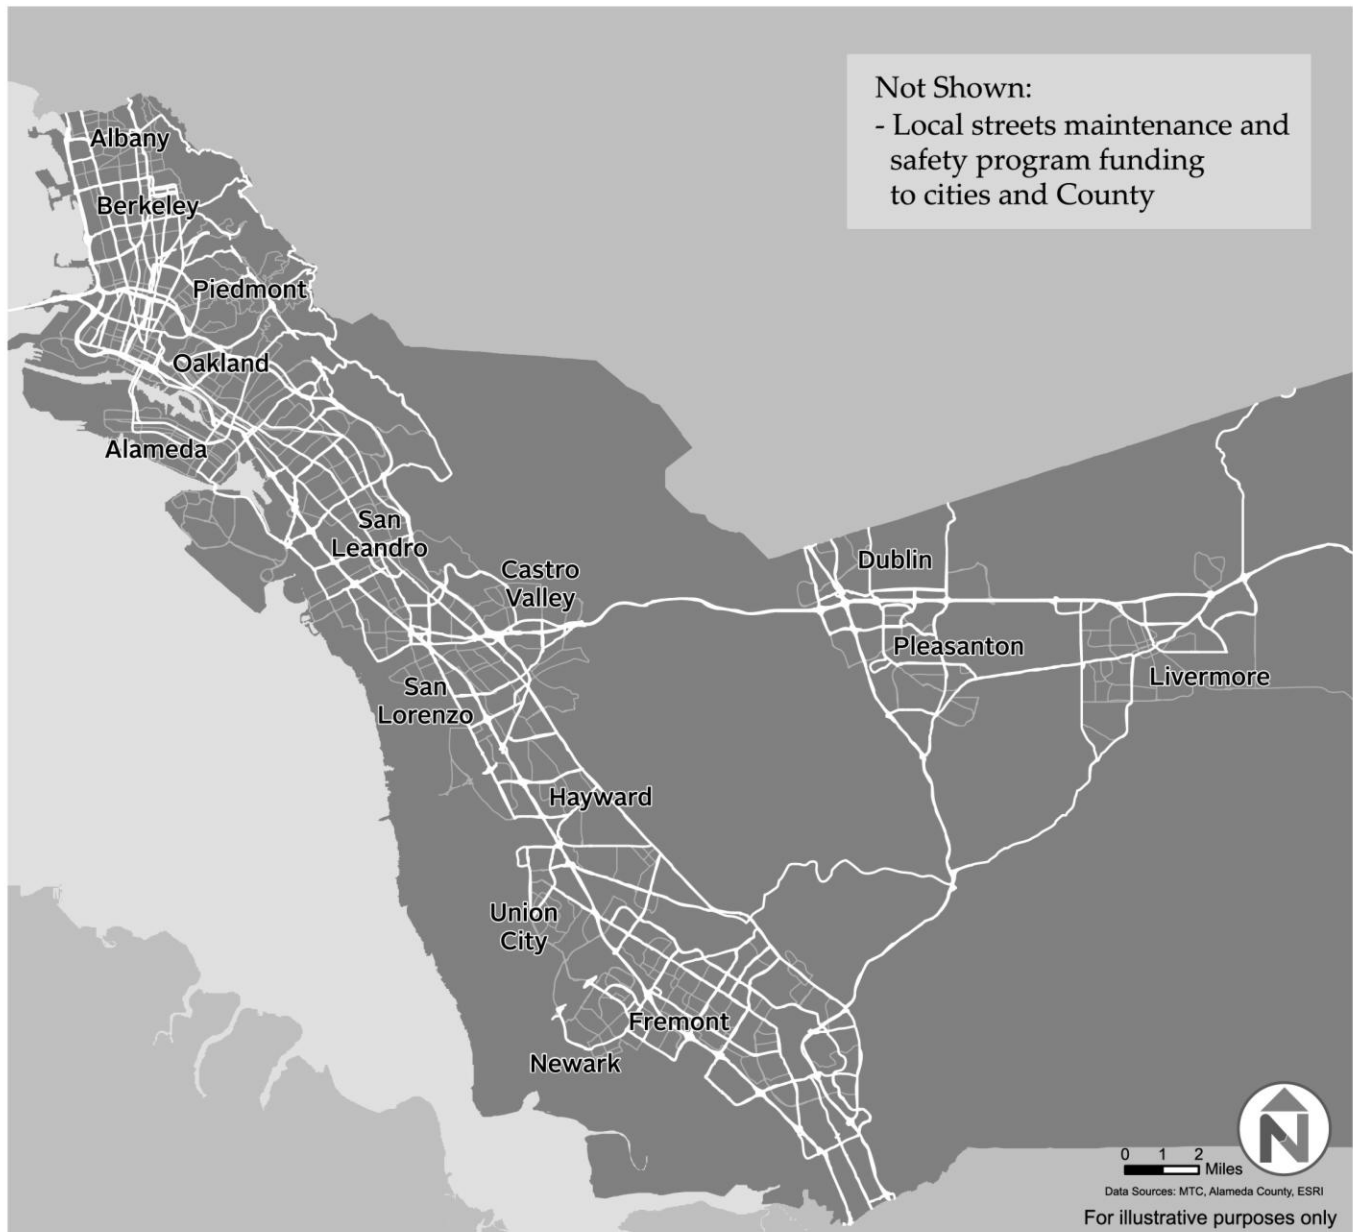 Not Shown:
- Local streets maintenance and
safety program funding
to cities and County
Albany
Berkeley
Piedmont
Oakland
Alameda
San
Leandro
Castro
Valley
Dublin
Pleasanton
Livermore
San
Lorenzo
Hayward
Union
City
Fremont
Newark
N
0 1 2
Miles
Data Sources: MTC, Alameda County, ESRI
For illustrative purposes only